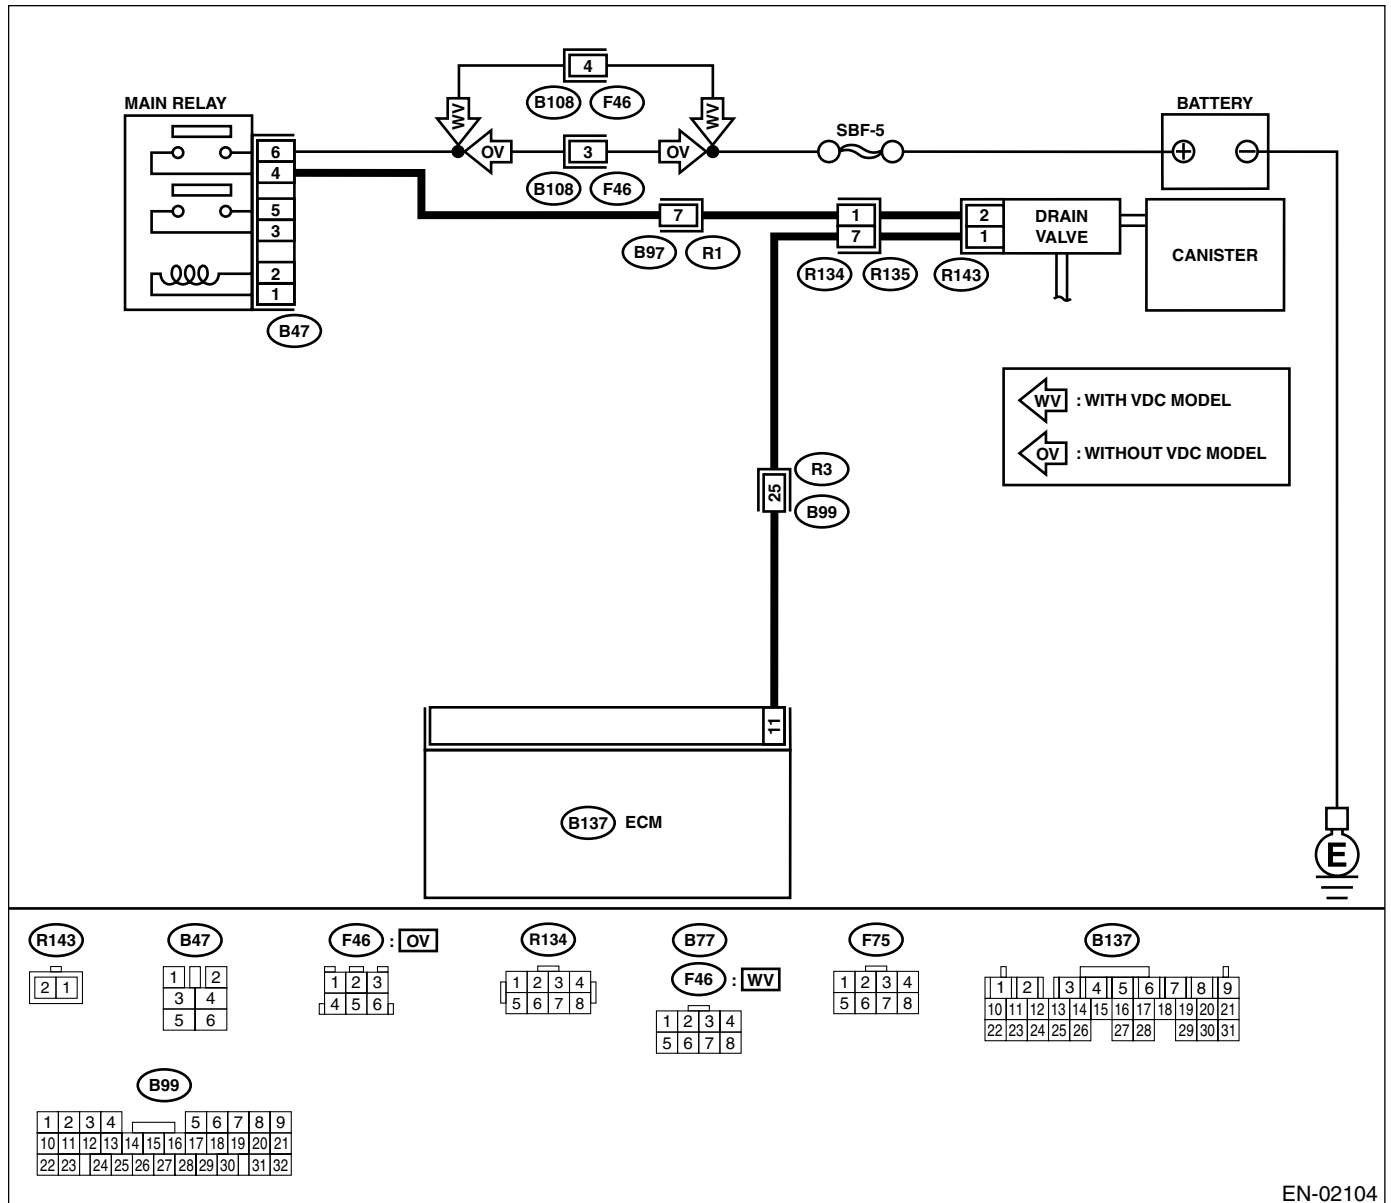 4
B108 F46
MAIN RELAY
BATTERY
WV WV
SBF-5
6 OV 3 OV
4
B108 F46
5
3
2
1
B47
7
B97 R1
1
7
R134 R135 R143
2
1
DRAIN
VALVE
CANISTER
WV : WITH VDC MODEL
OV : WITHOUT VDC MODEL
25
R3
B99
11
B137 ECM
E
R143
2 1
B47
1 2
3 4
5 6
F46 : OV
1 2 3
4 5 6
R134
1 2 3 4
5 6 7 8
B77
F46 : WV
1 2 3 4
5 6 7 8
F75
1 2 3 4
5 6 7 8
B137
1 2 3 4 5 6 7 8 9
10 11 12 13 14 15 16 17 18 19 20 21
22 23 24 25 26 27 28 29 30 31
B99
1 2 3 4 5 6 7 8 9
10 11 12 13 14 15 16 17 18 19 20 21
22 23 24 25 26 27 28 29 30 31 32
EN-02104